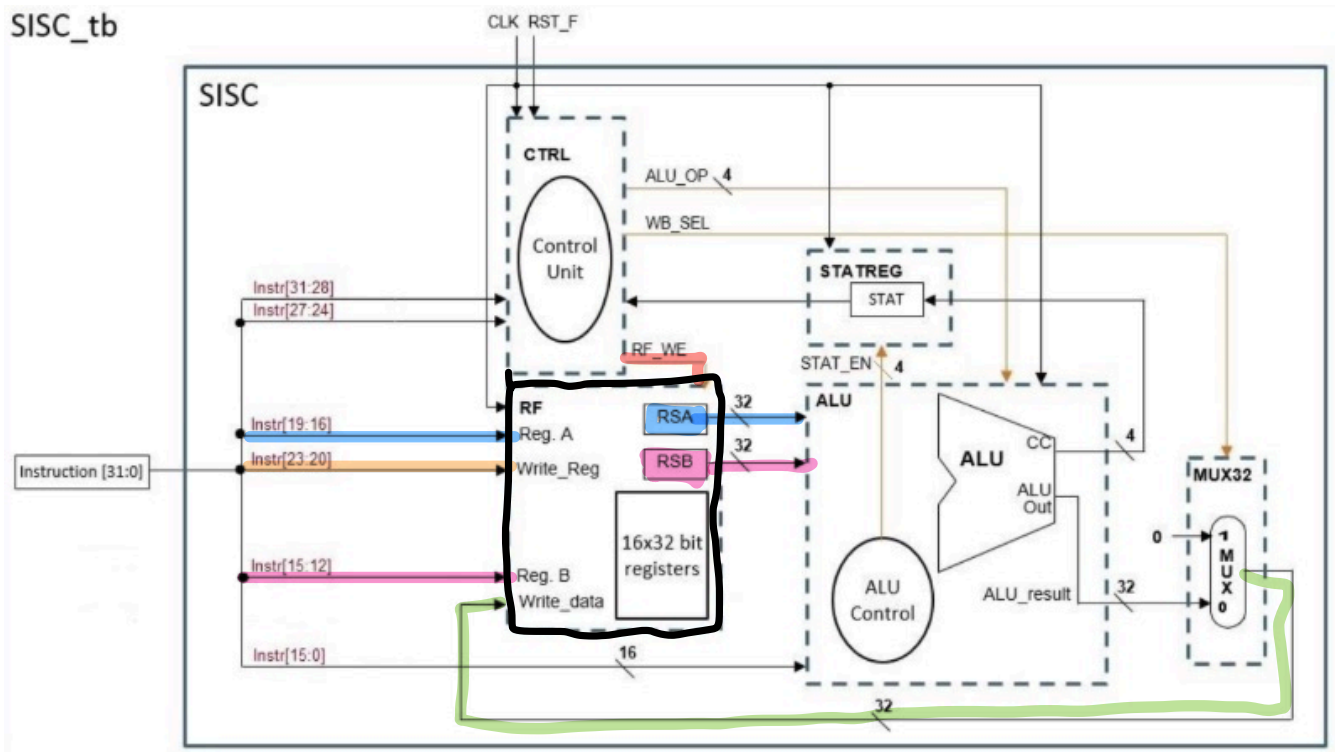 SISC_tb
CLK RST_F
SISC
CTRL
Control
Unit
ALU_OP 4
WB_SEL
STATREG
STAT
Instr[31:28]
Instr[27:24]
RF_WE
STAT_EN 4
RF
RSA
32
ALU
Instr[19:16]
Reg. A
Instr[23:20]
Write_Reg
RSB
32
CC
4
ALU
ALU
Out
MUX32
Instruction [31:0]
16x32 bit
registers
0
1
M
U
X
0
Instr[15:12]
Reg. B
Write_data
ALU
Control
ALU_result
32
Instr[15:0]
16
32